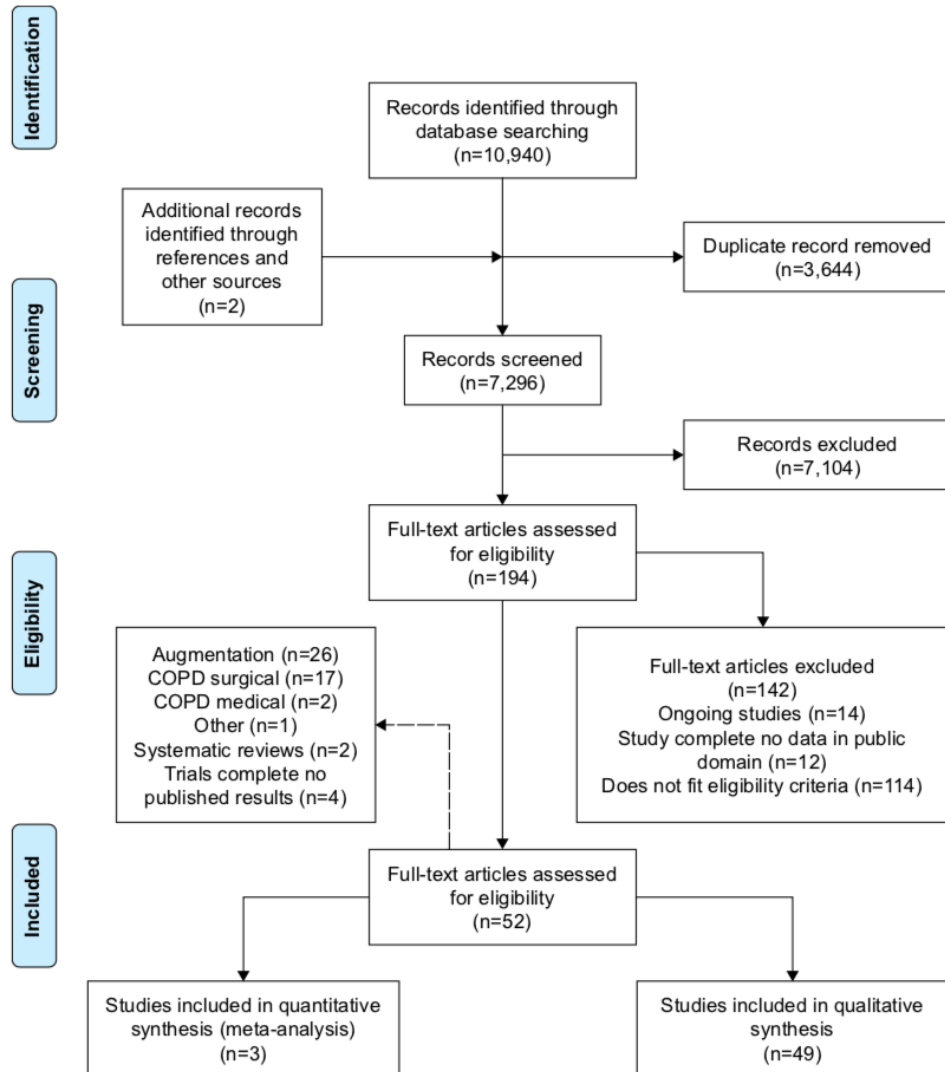 Identification
Records identified through
database searching
(n=10,940)
Additional records
identified through
references and
other sources
(n=2)
Duplicate record removed
(n=3,644)
Screening
Records screened
(n=7,296)
Records excluded
(n=7,104)
Full-text articles assessed
for eligibility
(n=194)
Eligibility
Augmentation (n=26)
COPD surgical (n=17)
COPD medical (n=2)
Other (n=1)
Systematic reviews (n=2)
Trials complete no
published results (n=4)
Full-text articles excluded
(n=142)
Ongoing studies (n=14)
Study complete no data in public
domain (n=12)
Does not fit eligibility criteria (n=114)
Included
Full-text articles assessed
for eligibility
(n=52)
Studies included in quantitative
synthesis (meta-analysis)
(n=3)
Studies included in qualitative
synthesis
(n=49)